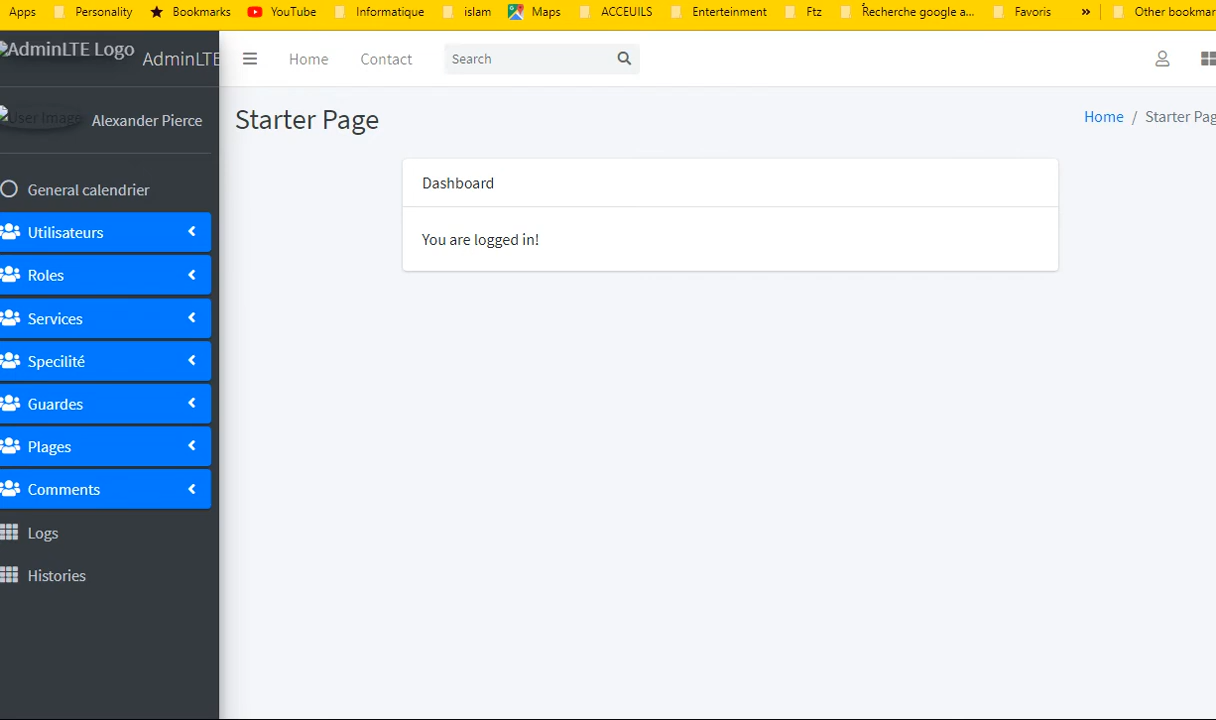 Apps Personality Bookmarks YouTube Informatique islam Maps ACCEUILS Enterteinment Ftz Recherche google a... Favoris » Other bookmar
AdminLTE Logo AdminLTE
Home Contact Search
User Image Alexander Pierce
Starter Page
Home / Starter Pag
General calendrier
Utilisateurs
Roles
Services
Specilité
Guardes
Plages
Comments
Logs
Histories
Dashboard
You are logged in!